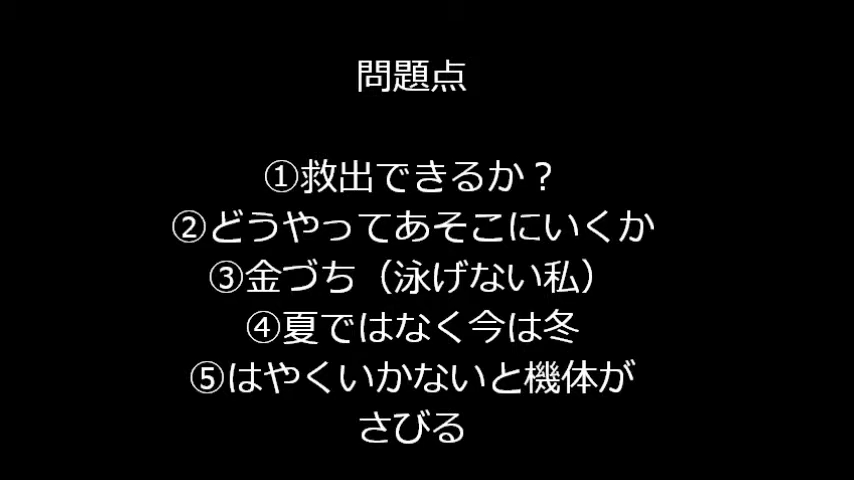 問題点
①救出できるか？
②どうやってあそこにいくか
③金づち（泳げない私）
④夏ではなく今は冬
⑤はやくいかないと機体が
さびる